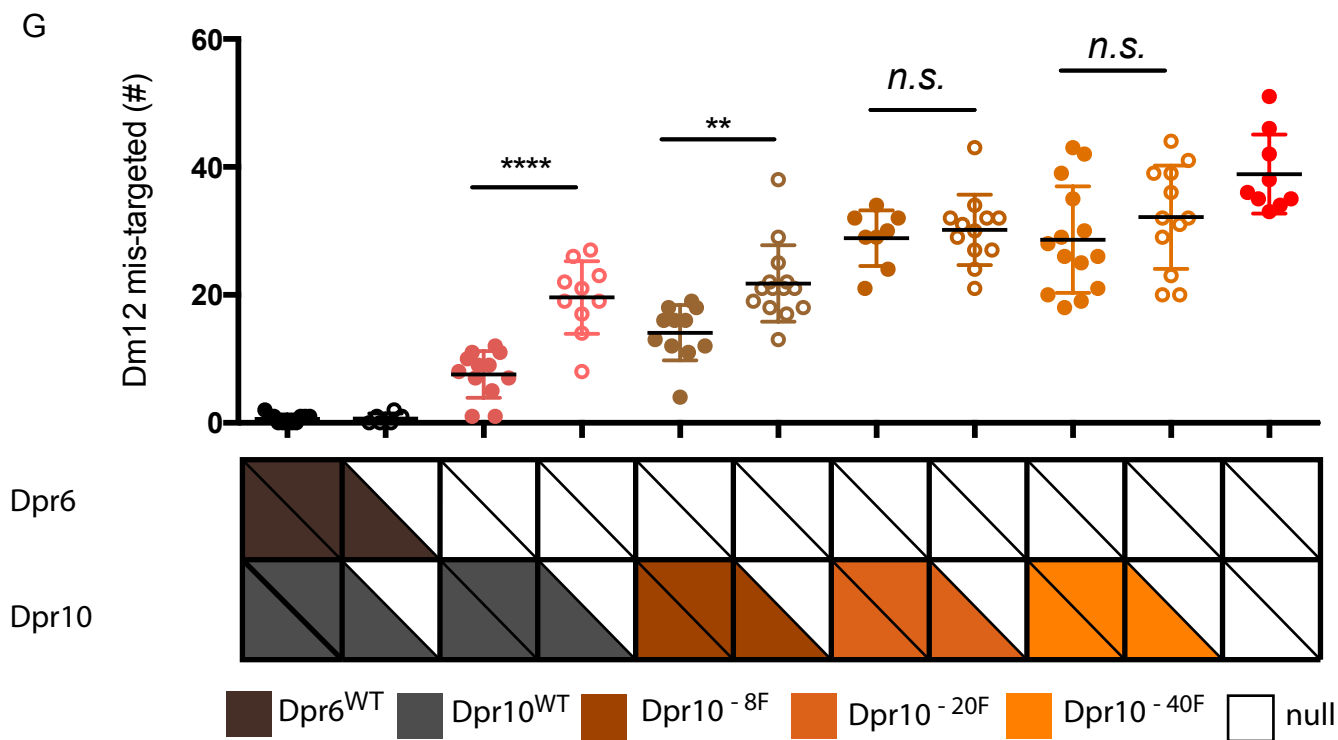 G
Dm12 mis-targeted (#)
60
40
20
0
****
**
n.s.
n.s.
Dpr6
Dpr10
Dpr6WT Dpr10WT Dpr10 - 8F Dpr10 - 20F Dpr10 - 40F null